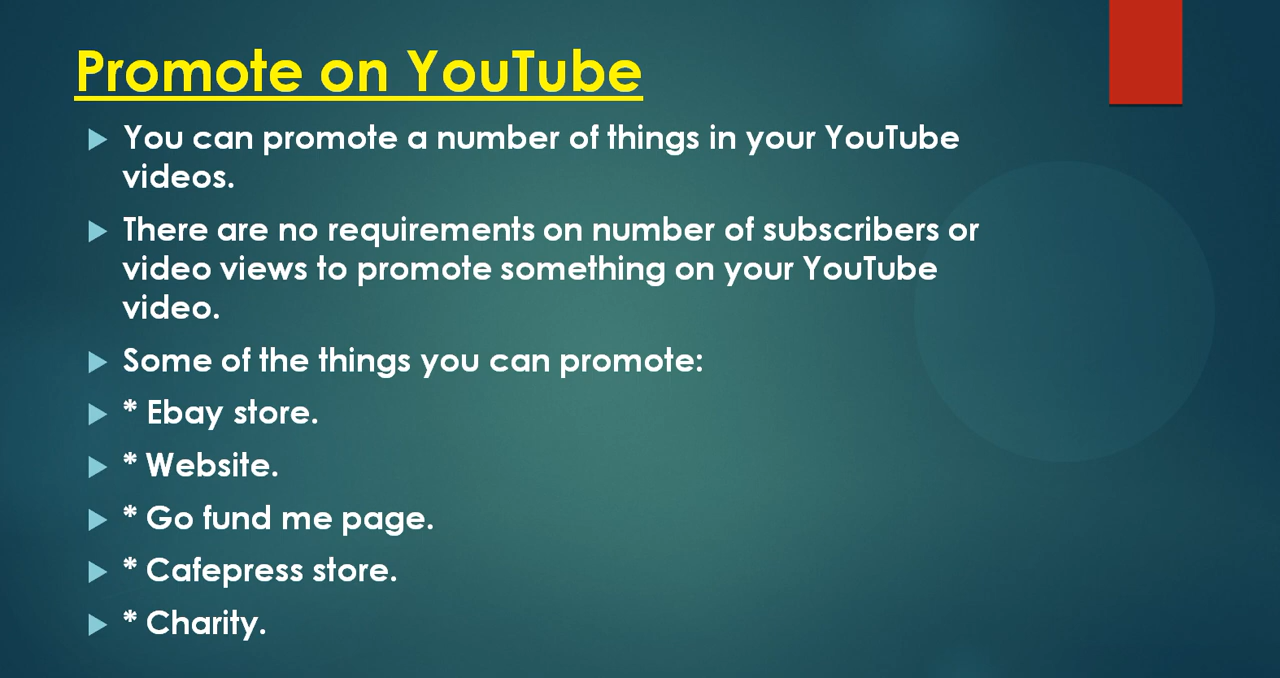 Promote on YouTube
You can promote a number of things in your YouTube
videos.
There are no requirements on number of subscribers or
video views to promote something on your YouTube
video.
Some of the things you can promote:
* Ebay store.
* Website.
* Go fund me page.
* Cafepress store.
* Charity.